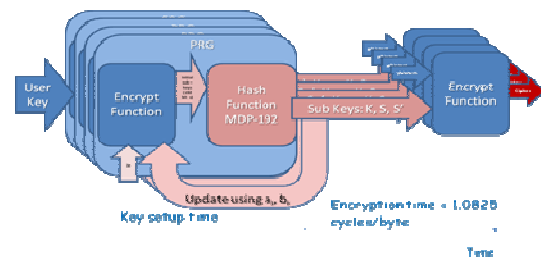 PRG
User
Key
Encrypt
Function
Hash
Function
MDP-192
Sub Keys: K, S, S'
Encrypt
Function
Update using
Key setup time
Encryption time = 1.0825
cycles/byte
Time